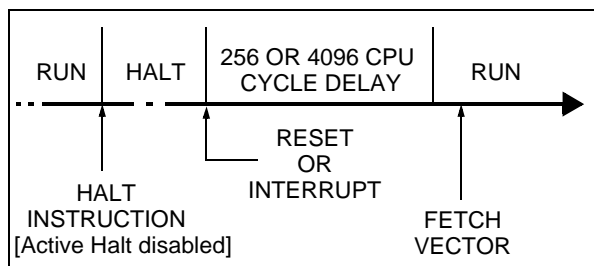 RUN
HALT
256 OR 4096 CPU
CYCLE DELAY
RUN
RESET
OR
INTERRUPT
HALT
INSTRUCTION
[Active Halt disabled]
FETCH
VECTOR